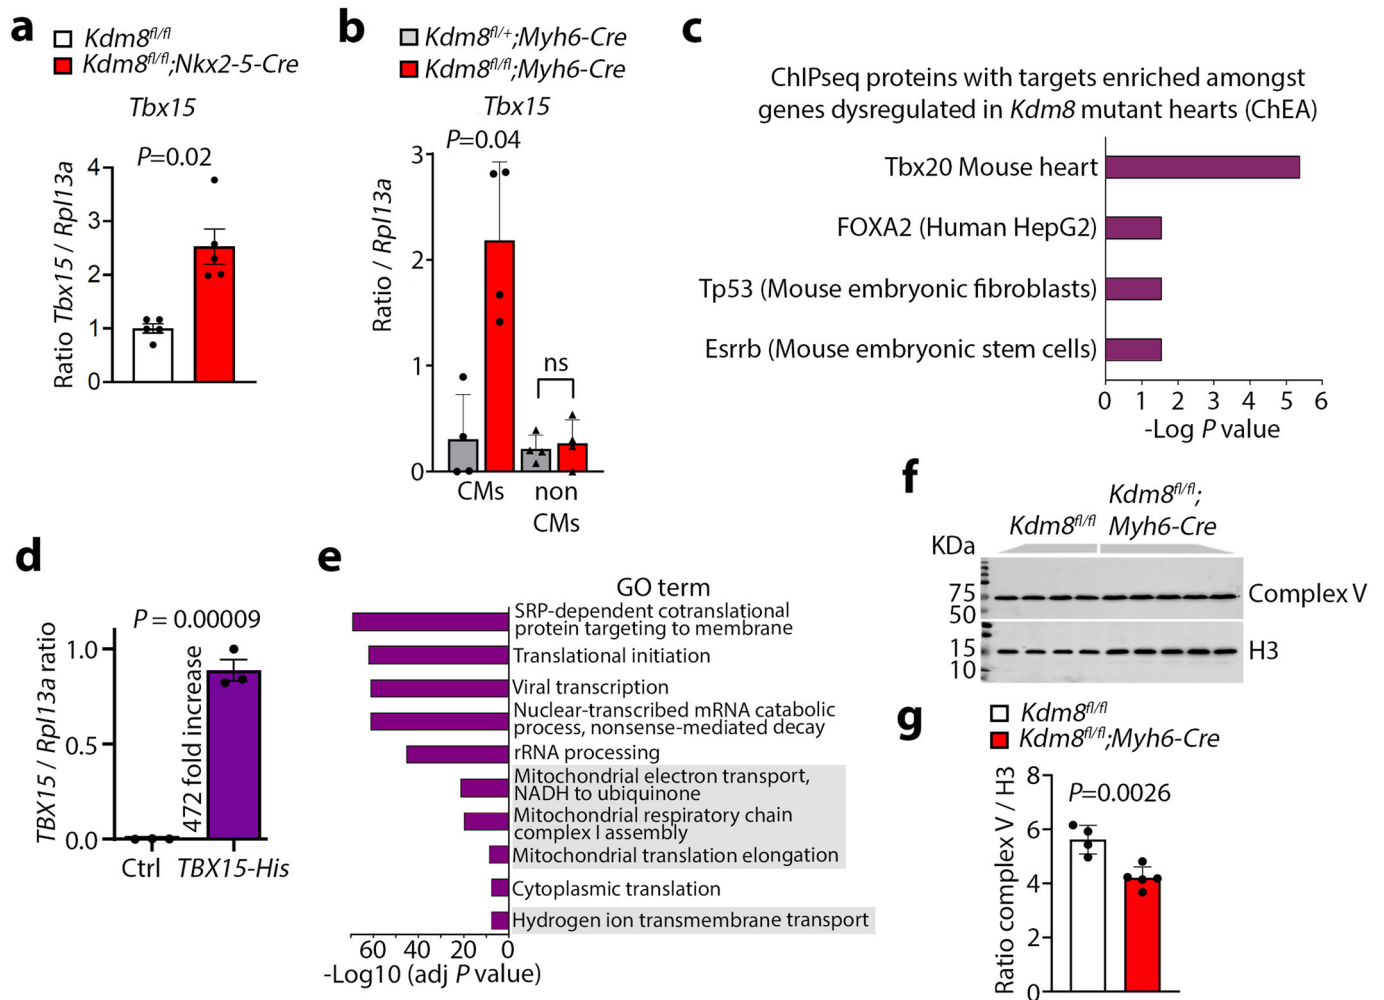 a
Kdm8fl/fl
Kdm8fl/fl;Nkx2-5-Cre
Tbx15
P=0.02
Ratio Tbx15 / Rpl13a
4
3
2
1
0
b
Kdm8fl/+;Myh6-Cre
Kdm8fl/fl;Myh6-Cre
Tbx15
P=0.04
Ratio / Rpl13a
3
2
1
0
ns
CMs
non
CMs
c
ChIPseq proteins with targets enriched amongst
genes dysregulated in Kdm8 mutant hearts (ChEA)
Tbx20 Mouse heart
FOXA2 (Human HepG2)
Tp53 (Mouse embryonic fibroblasts)
Esrrb (Mouse embryonic stem cells)
0 1 2 3 4 5 6
-Log P value
d
P = 0.00009
TBX15 / Rpl13a ratio
1.0
0.5
0.0
472 fold increase
Ctrl TBX15-His
e
GO term
SRP-dependent cotranslational
protein targeting to membrane
Translational initiation
Viral transcription
Nuclear-transcribed mRNA catabolic
process, nonsense-mediated decay
rRNA processing
Mitochondrial electron transport,
NADH to ubiquinone
Mitochondrial respiratory chain
complex I assembly
Mitochondrial translation elongation
Cytoplasmic translation
Hydrogen ion transmembrane transport
60 40 20 0
-Log10 (adj P value)
f
Kdm8fl/fl
Kdm8fl/fl;
Myh6-Cre
KDa
75
50
Complex V
15
10
H3
g
Kdm8fl/fl
Kdm8fl/fl;Myh6-Cre
P=0.0026
Ratio complex V / H3
8
6
4
2
0